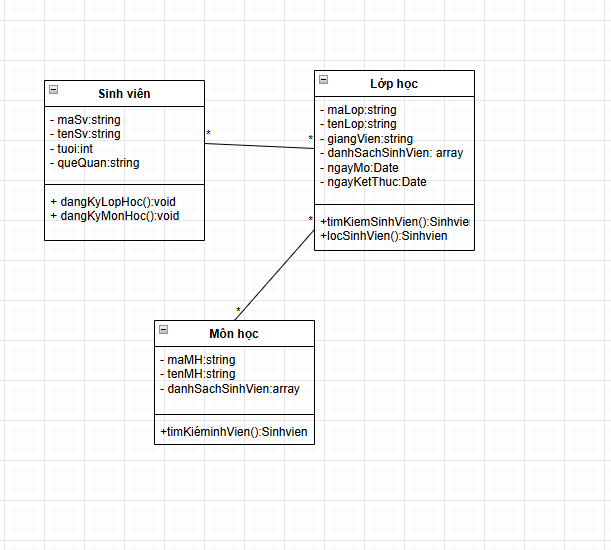 Sinh viên
- maSv:string
- tenSv:string
- tuoi:int
- queQuan:string
+ dangKyLopHoc():void
+ dangKyMonHoc():void
*
*
Lớp học
- maLop:string
- tenLop:string
- giangVien:string
- danhSachSinhVien: array
- ngayMo:Date
- ngayKetThuc:Date
+timKiemSinhVien():Sinhvie
+locSinhVien():Sinhvien
*
*
Môn học
- maMH:string
- tenMH:string
- danhSachSinhVien:array
+timKiếminhVien():Sinhvien